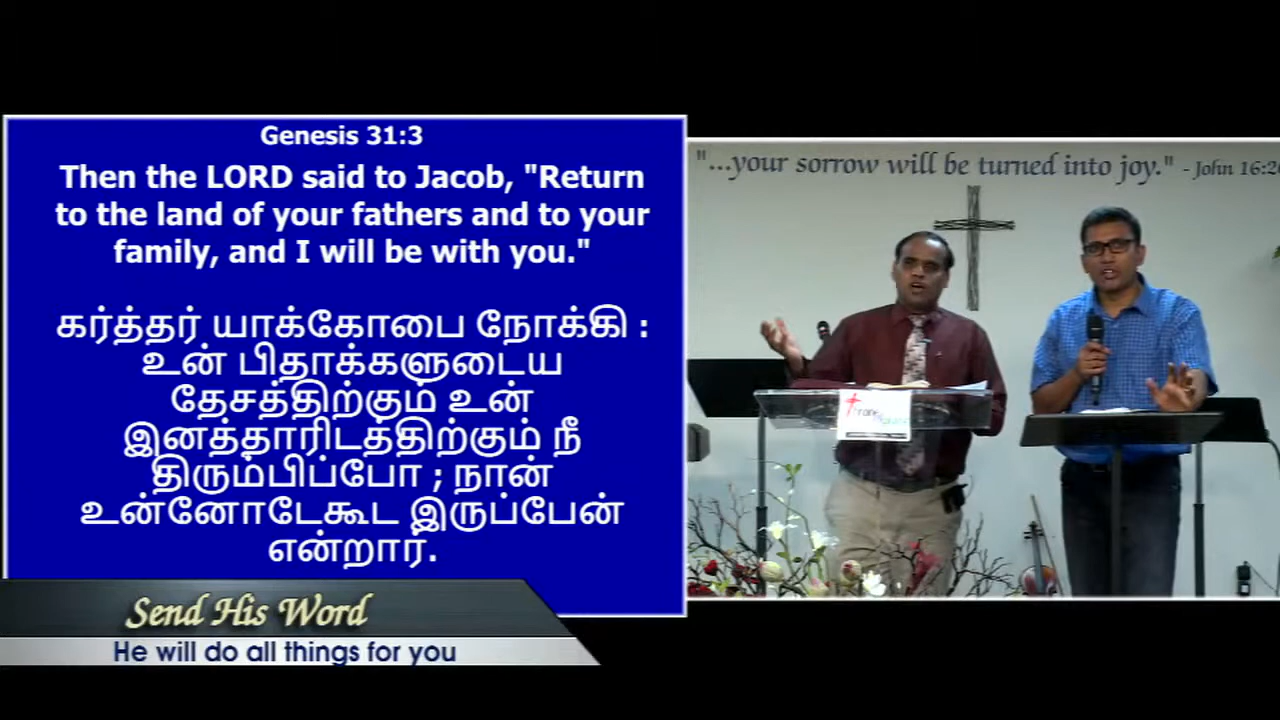 Genesis 31:3
Then the LORD said to Jacob, "Return
to the land of your fathers and to your
family, and I will be with you."
கர்த்தர் யாக்கோபை நோக்கி :
உன் பிதாக்களுடைய
தேசத்திற்கும் உன்
இனத்தாரிடத்திற்கும் நீ
திரும்பிப்போ ; நான்
உன்னோடேகூட இருப்பேன்
என்றார்.
Send His Word
He will do all things for you
"...your sorrow will be turned into joy." - John 16:20